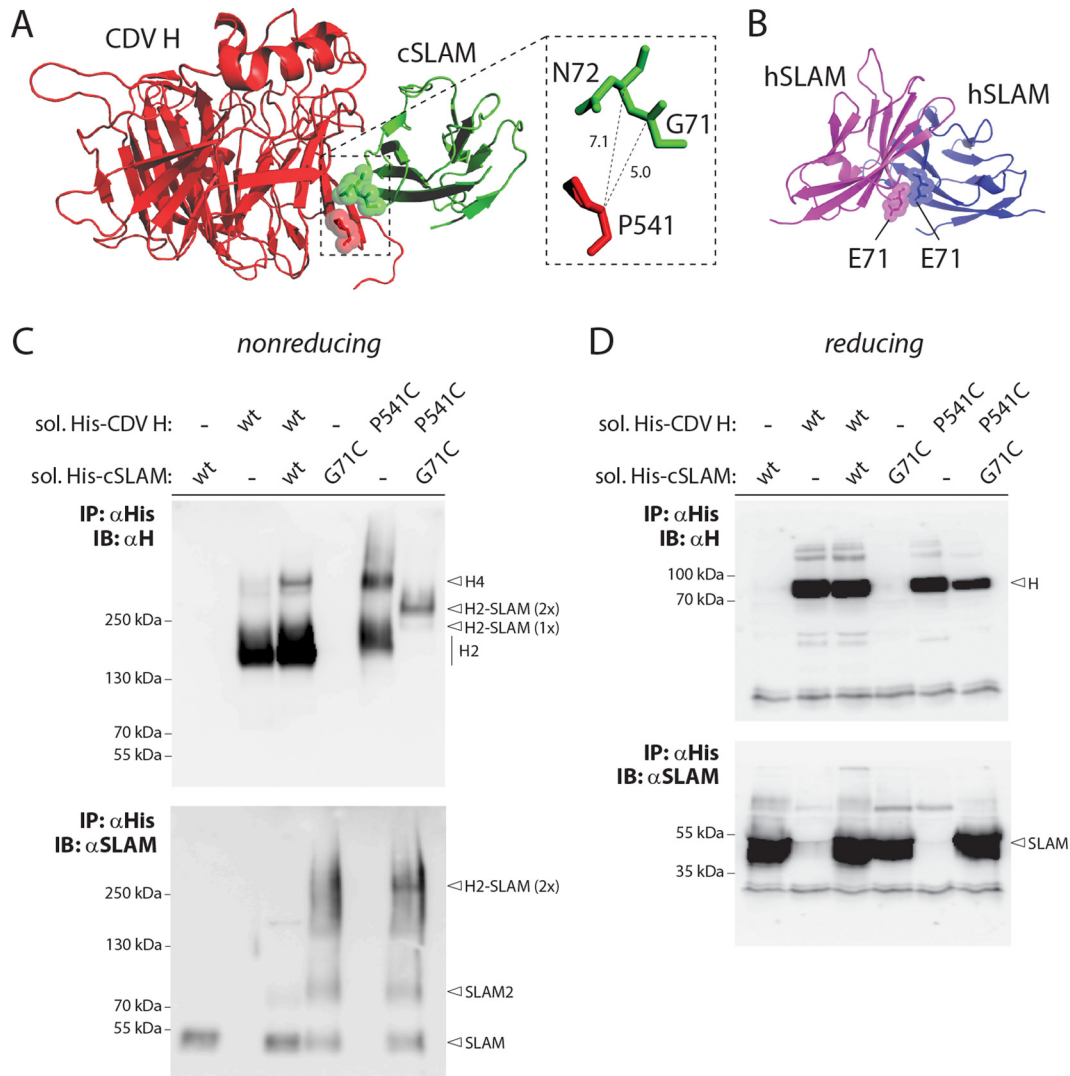 A
CDV H
cSLAM
N72
G71
7.1
5.0
P541
B
hSLAM
hSLAM
E71
E71
C
nonreducing
sol. His-CDV H: - wt wt - P541C P541C
sol. His-cSLAM: wt - wt G71C - G71C
IP: αHis
IB: αH
H4
H2-SLAM (2x)
250 kDa
H2-SLAM (1x)
H2
130 kDa
70 kDa
55 kDa
IP: αHis
IB: αSLAM
250 kDa
H2-SLAM (2x)
130 kDa
SLAM2
70 kDa
55 kDa
SLAM
D
reducing
sol. His-CDV H: - wt wt - P541C P541C
sol. His-cSLAM: wt - wt G71C - G71C
IP: αHis
IB: αH
100 kDa
H
70 kDa
IP: αHis
IB: αSLAM
55 kDa
SLAM
35 kDa